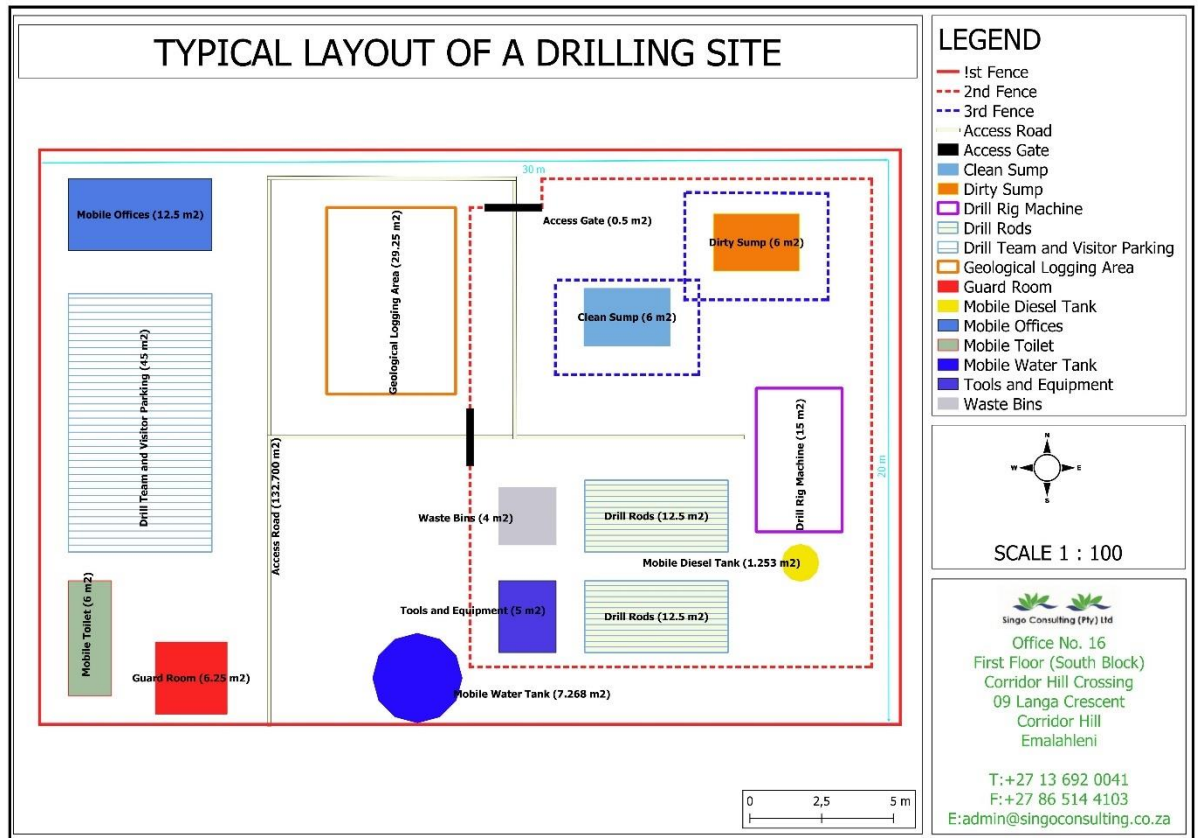 TYPICAL LAYOUT OF A DRILLING SITE
30 m
Mobile Offices (12.5 m2)
Access Gate (0.5 m2)
Dirty Sump (6 m2)
Geological Logging Area (29.25 m2)
Clean Sump (6 m2)
Drill Team and Visitor Parking (45 m2)
Access Road (132.700 m2)
Drill Rig Machine (15 m2)
20 m
Waste Bins (4 m2)
Drill Rods (12.5 m2)
Mobile Diesel Tank (1.253 m2)
Tools and Equipment (5 m2)
Drill Rods (12.5 m2)
Mobile Toilet (6 m2)
Guard Room (6.25 m2)
Mobile Water Tank (7.268 m2)
0 2,5 5 m
LEGEND
!st Fence
2nd Fence
3rd Fence
Access Road
Access Gate
Clean Sump
Dirty Sump
Drill Rig Machine
Drill Rods
Drill Team and Visitor Parking
Geological Logging Area
Guard Room
Mobile Diesel Tank
Mobile Offices
Mobile Toilet
Mobile Water Tank
Tools and Equipment
Waste Bins
N
W E
S
SCALE 1 : 100
Singo Consulting (Pty) Ltd
Office No. 16
First Floor (South Block)
Corridor Hill Crossing
09 Langa Crescent
Corridor Hill
Emalahleni
T:+27 13 692 0041
F:+27 86 514 4103
E:admin@singoconsulting.co.za